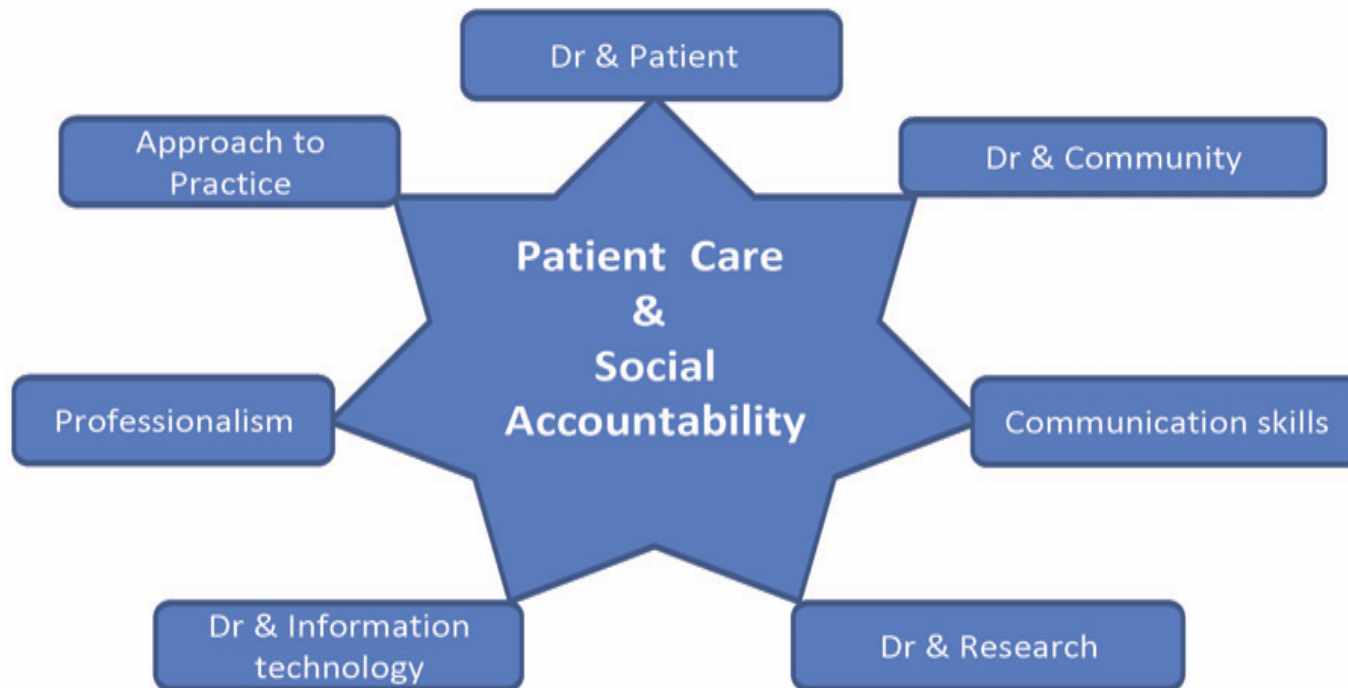 Dr & Patient
Approach to
Practice
Dr & Community
Patient Care
&
Social
Accountability
Professionalism
Communication skills
Dr & Information
technology
Dr & Research